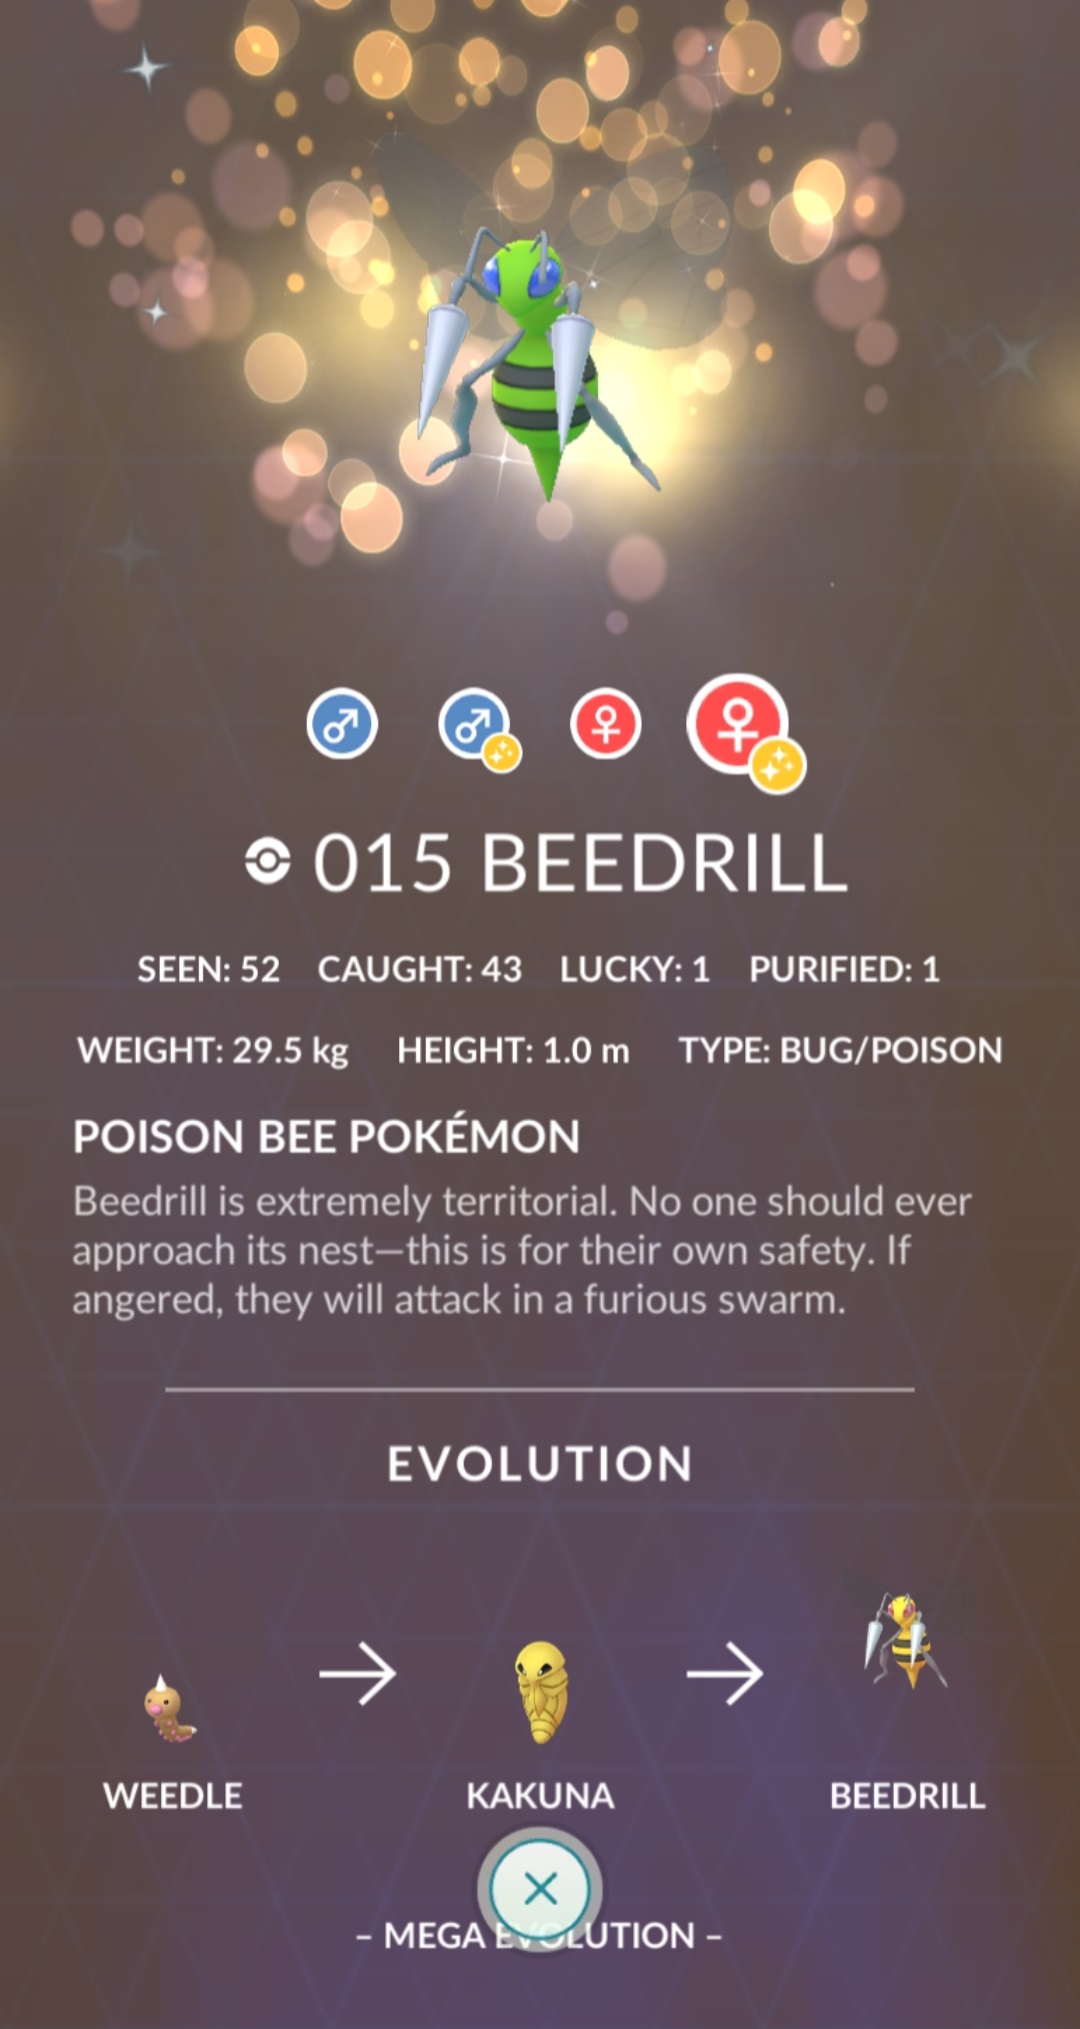 015 BEEDRILL
SEEN: 52 CAUGHT: 43 LUCKY: 1 PURIFIED: 1
WEIGHT: 29.5 kg HEIGHT: 1.0 m TYPE: BUG/POISON
POISON BEE POKÉMON
Beedrill is extremely territorial. No one should ever
approach its nest—this is for their own safety. If
angered, they will attack in a furious swarm.
EVOLUTION
WEEDLE KAKUNA BEEDRILL
– MEGA EVOLUTION –